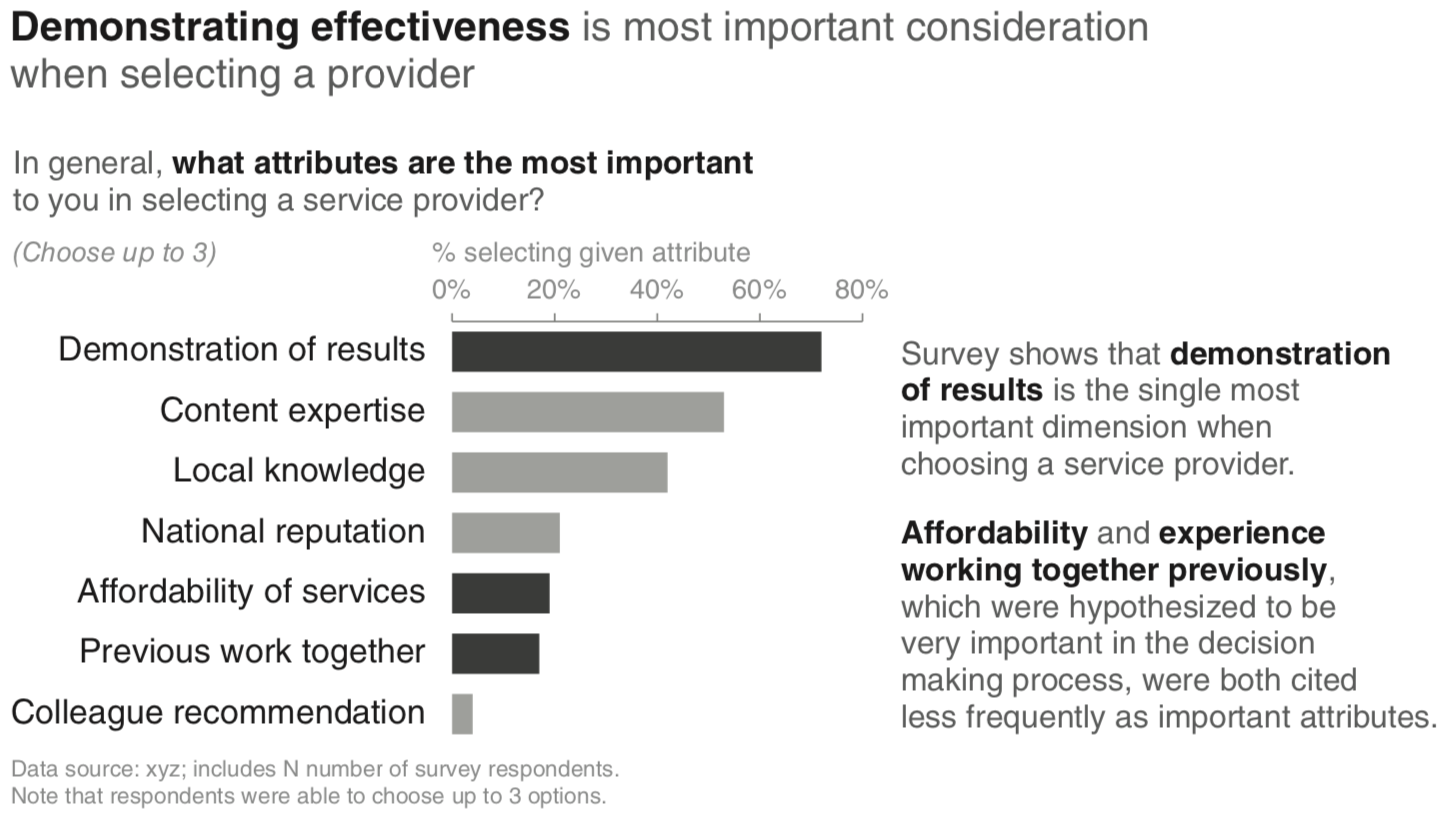 Demonstrating effectiveness is most important consideration
when selecting a provider
In general, what attributes are the most important
to you in selecting a service provider?
(Choose up to 3)
% selecting given attribute
0% 20% 40% 60% 80%
Demonstration of results
Content expertise
Local knowledge
National reputation
Affordability of services
Previous work together
Colleague recommendation
Survey shows that demonstration
of results is the single most
important dimension when
choosing a service provider.
Affordability and experience
working together previously,
which were hypothesized to be
very important in the decision
making process, were both cited
less frequently as important attributes.
Data source: xyz; includes N number of survey respondents.
Note that respondents were able to choose up to 3 options.